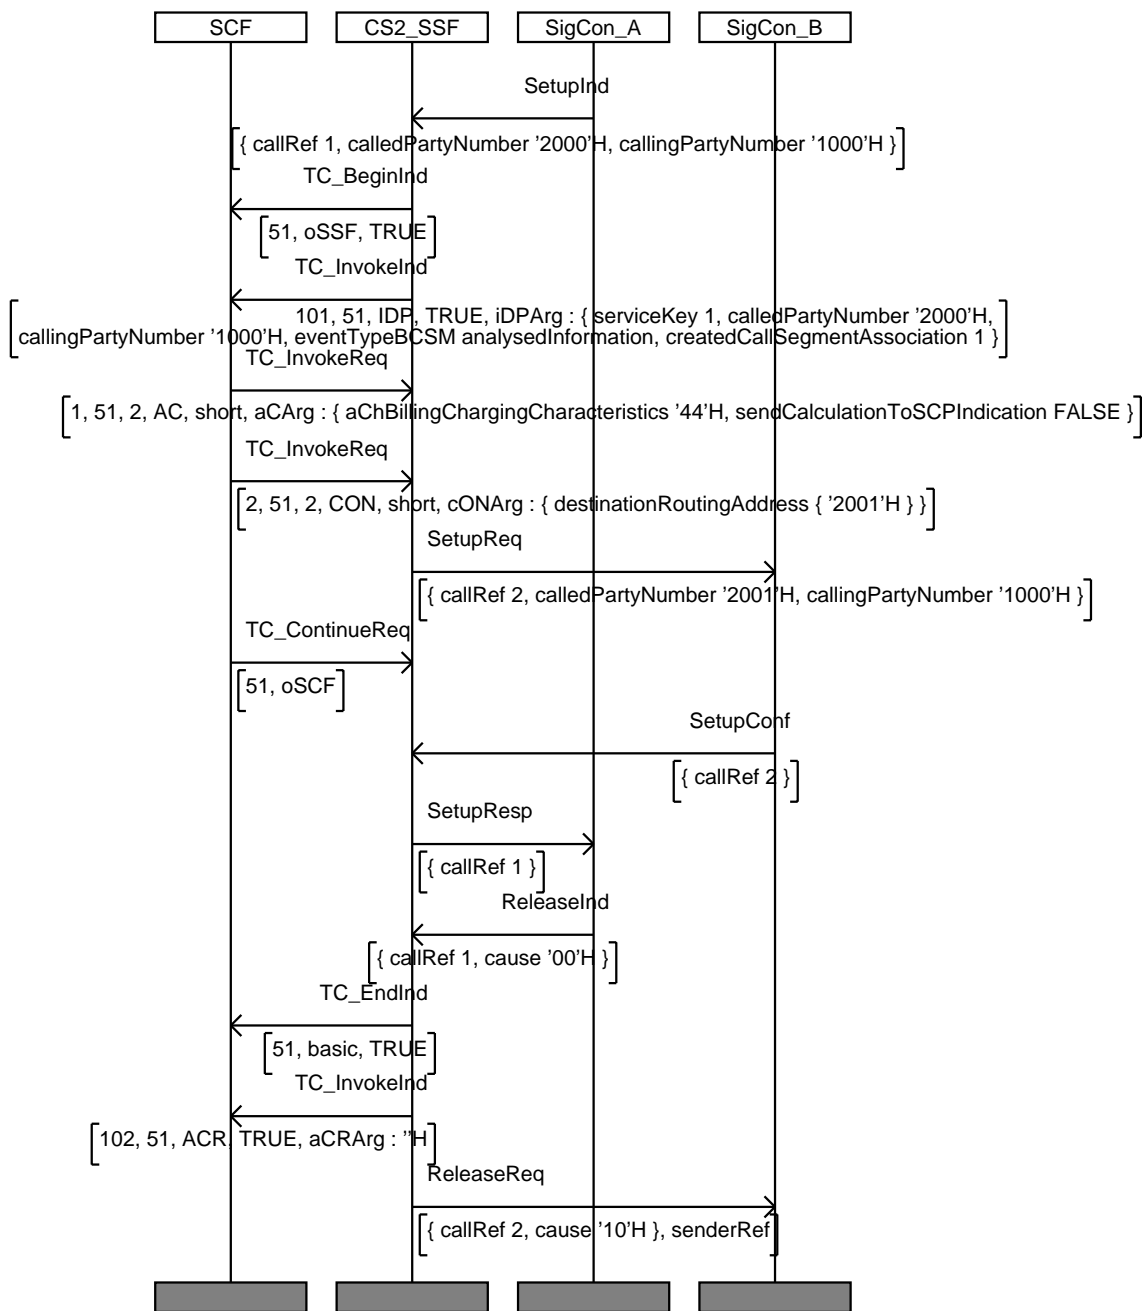 SCF CS2_SSF SigCon_A SigCon_B
SetupInd
{ callRef 1, calledPartyNumber '2000'H, callingPartyNumber '1000'H }
TC_BeginInd
51, oSSF, TRUE
TC_InvokeInd
101, 51, IDP, TRUE, iDPArg : { serviceKey 1, calledPartyNumber '2000'H,
callingPartyNumber '1000'H, eventTypeBCSM analysedInformation, createdCallSegmentAssociation 1 }
TC_InvokeReq
1, 51, 2, AC, short, aCArg : { aChBillingChargingCharacteristics '44'H, sendCalculationToSCPIndication FALSE }
TC_InvokeReq
2, 51, 2, CON, short, cONArg : { destinationRoutingAddress { '2001'H } }
SetupReq
{ callRef 2, calledPartyNumber '2001'H, callingPartyNumber '1000'H }
TC_ContinueReq
51, oSCF
SetupConf
{ callRef 2 }
SetupResp
{ callRef 1 }
ReleaseInd
{ callRef 1, cause '00'H }
TC_EndInd
51, basic, TRUE
TC_InvokeInd
102, 51, ACR, TRUE, aCRArg : ''H
ReleaseReq
{ callRef 2, cause '10'H }, senderRef